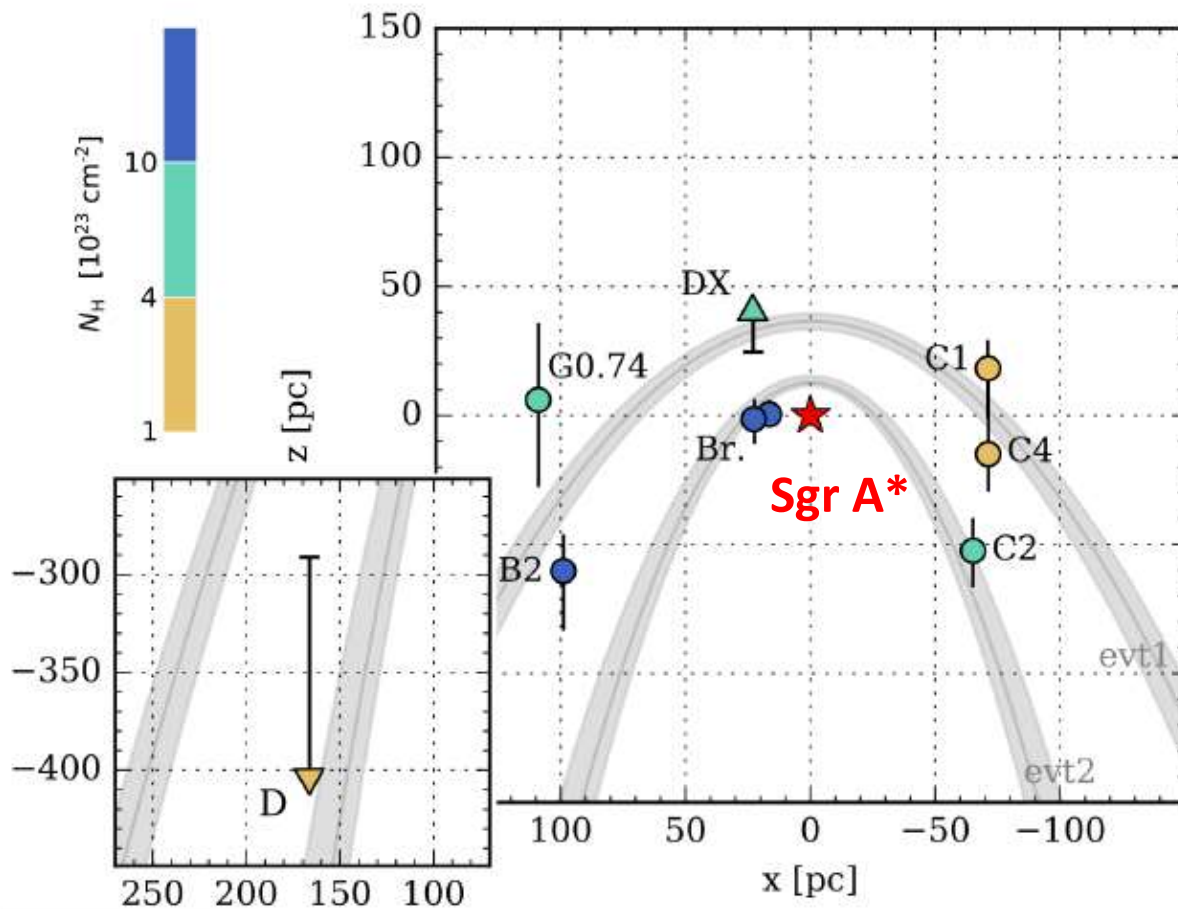 150
100
50
0
z [pc]
N_H [10^23 cm^-2]
10
4
1
DX
G0.74
C1
Br.
C4
Sgr A*
B2
C2
evt1
evt2
−300
−350
−400
D
250 200 150 100
100 50 0 −50 −100
x [pc]